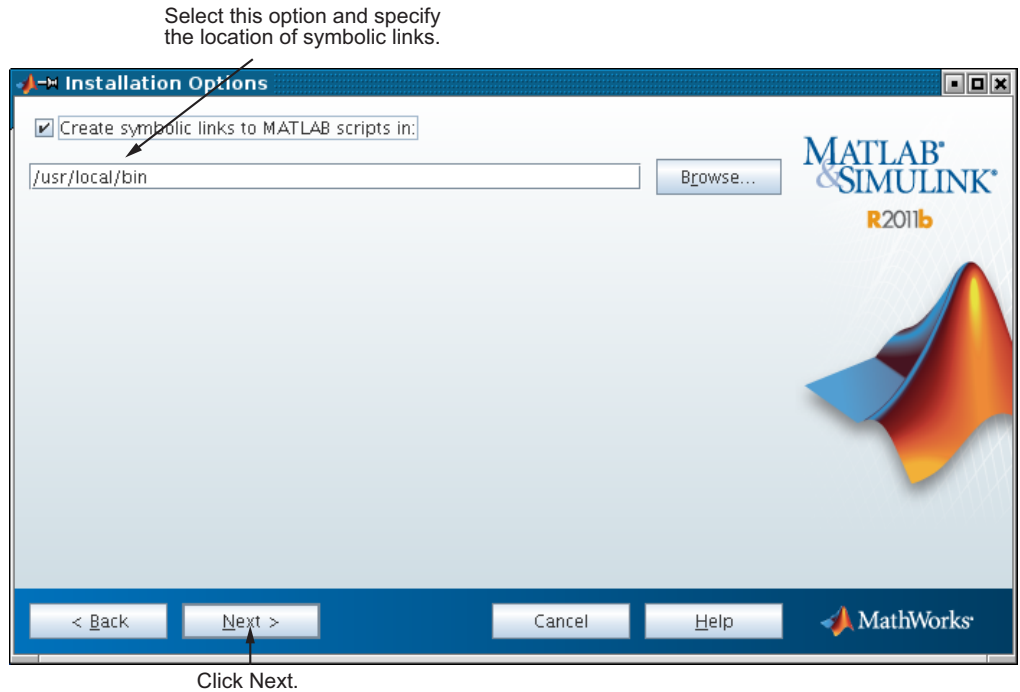 Select this option and specify
the location of symbolic links.
Installation Options
Create symbolic links to MATLAB scripts in:
/usr/local/bin
Browse...
MATLAB®
&SIMULINK®
R2011b
< Back
Next >
Cancel
Help
MathWorks®
Click Next.